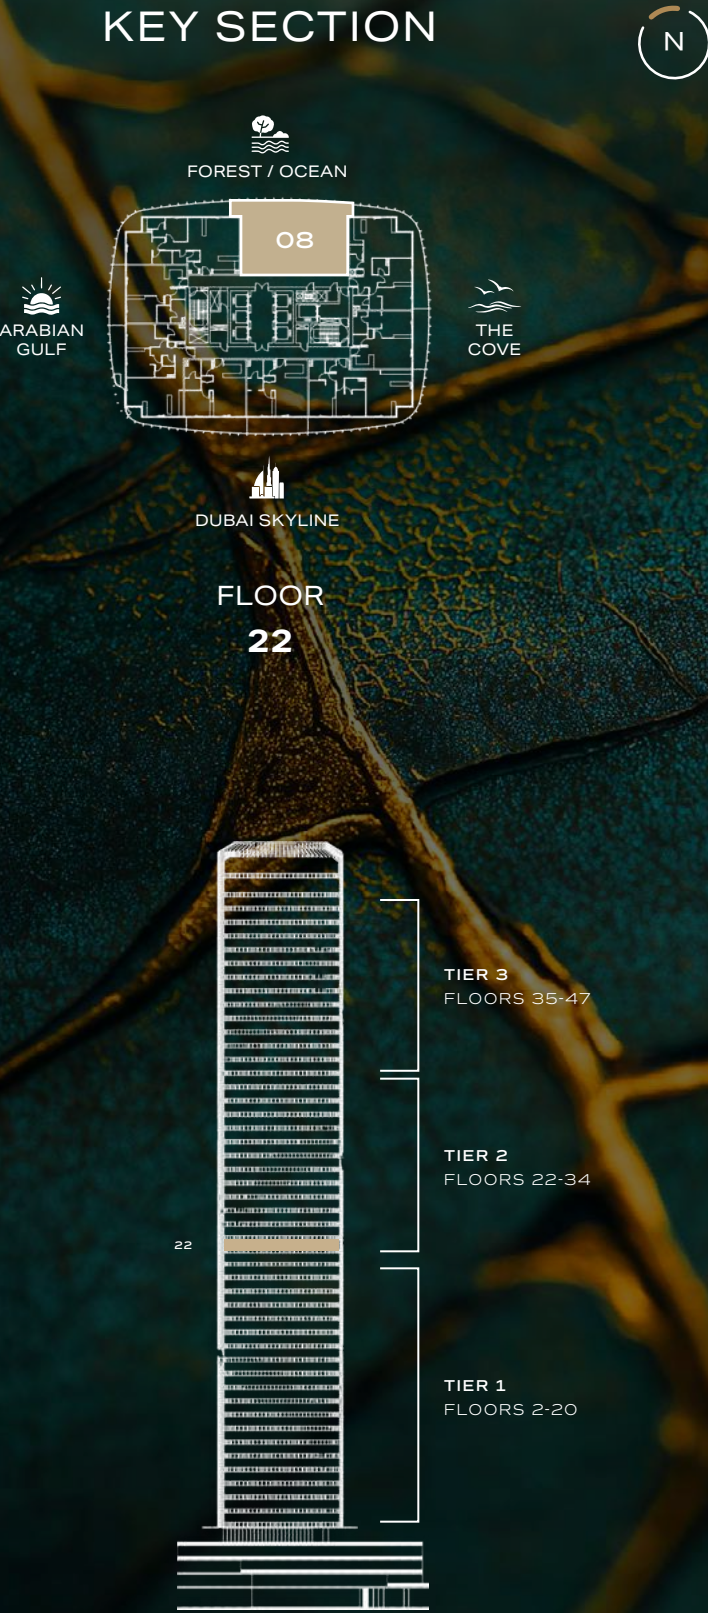 KEY SECTION
N
FOREST / OCEAN
08
ARABIAN
GULF
THE
COVE
DUBAI SKYLINE
FLOOR
22
TIER 3
FLOORS 35-47
TIER 2
FLOORS 22-34
22
TIER 1
FLOORS 2-20